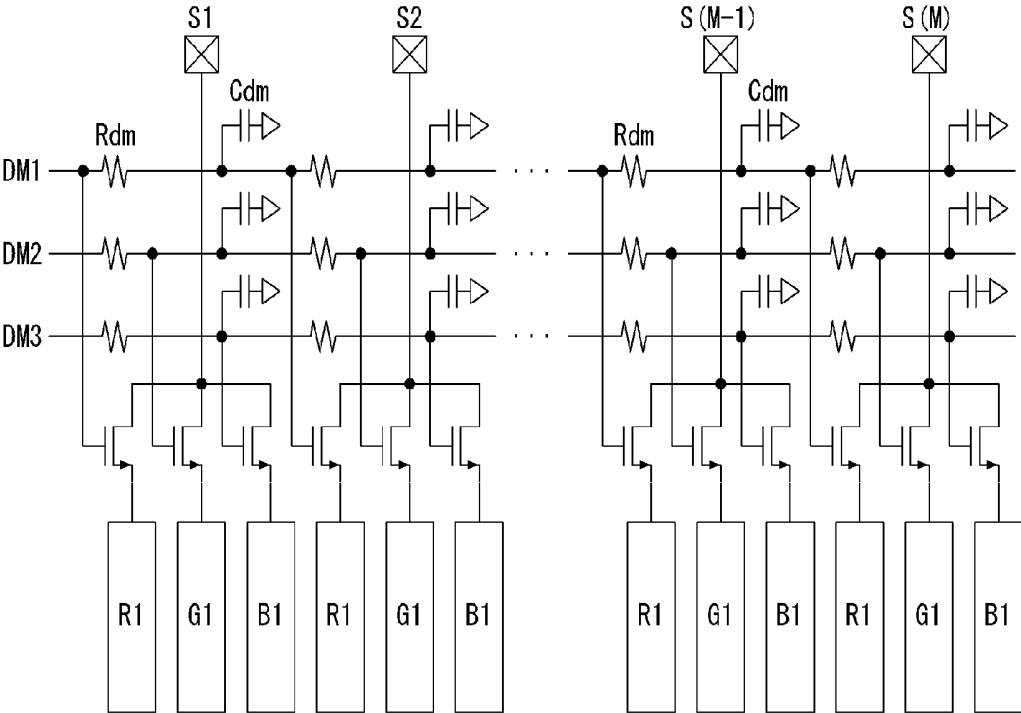 S1 S2 S(M-1) S(M)
Cdm Cdm
Rdm Rdm
DM1 · · ·
DM2 · · ·
DM3 · · ·
R1 G1 B1 R1 G1 B1 R1 G1 B1 R1 G1 B1